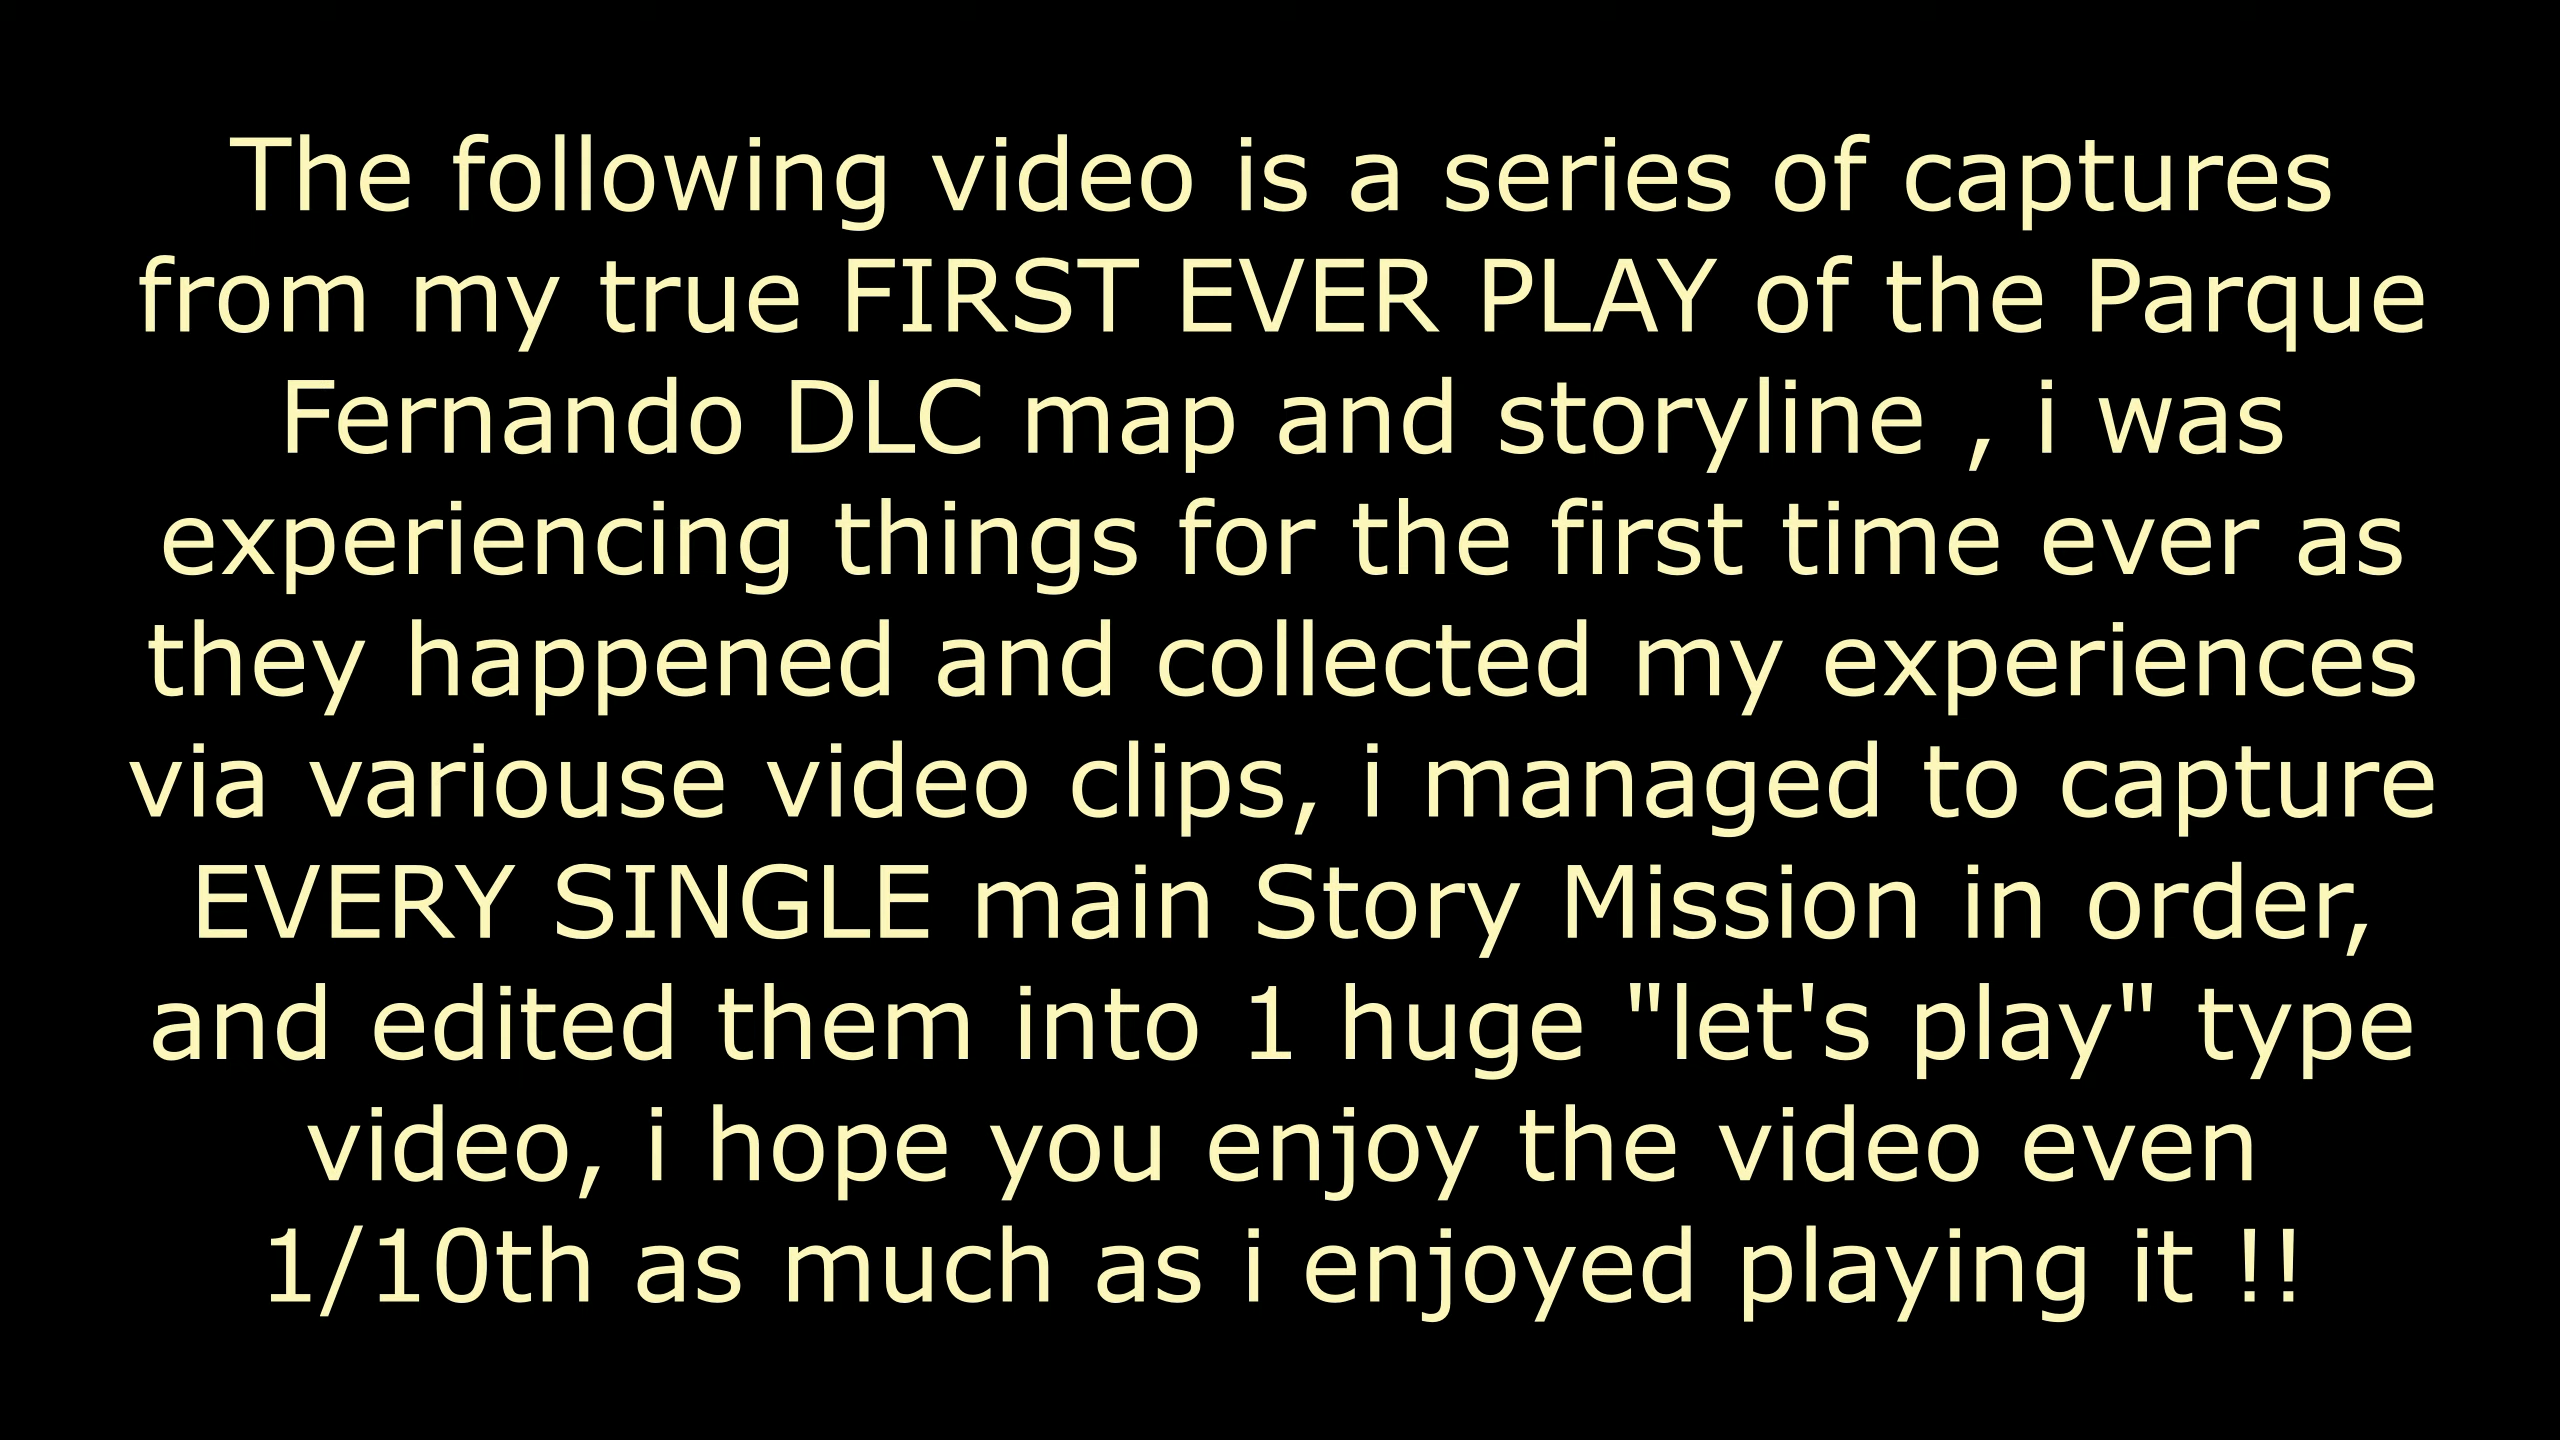 The following video is a series of captures
from my true FIRST EVER PLAY of the Parque
Fernando DLC map and storyline , i was
experiencing things for the first time ever as
they happened and collected my experiences
via variouse video clips, i managed to capture
EVERY SINGLE main Story Mission in order,
and edited them into 1 huge "let's play" type
video, i hope you enjoy the video even
1/10th as much as i enjoyed playing it !!